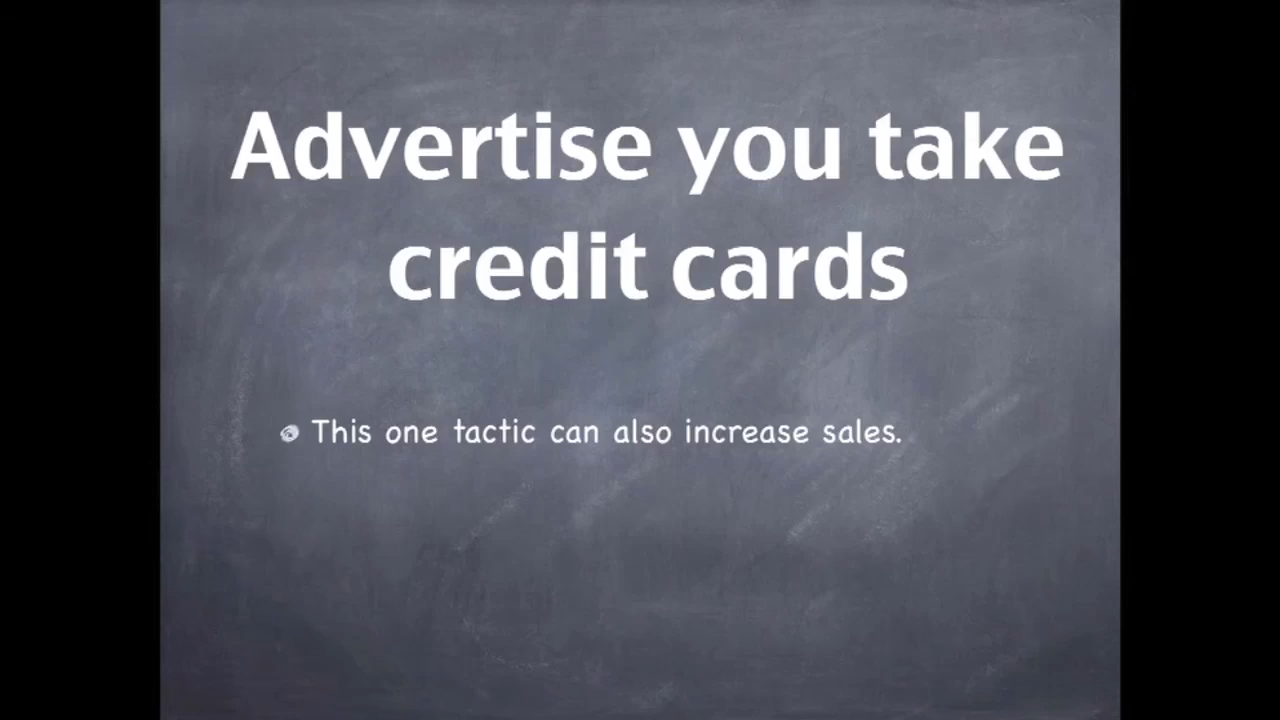 Advertise you take
credit cards
This one tactic can also increase sales.